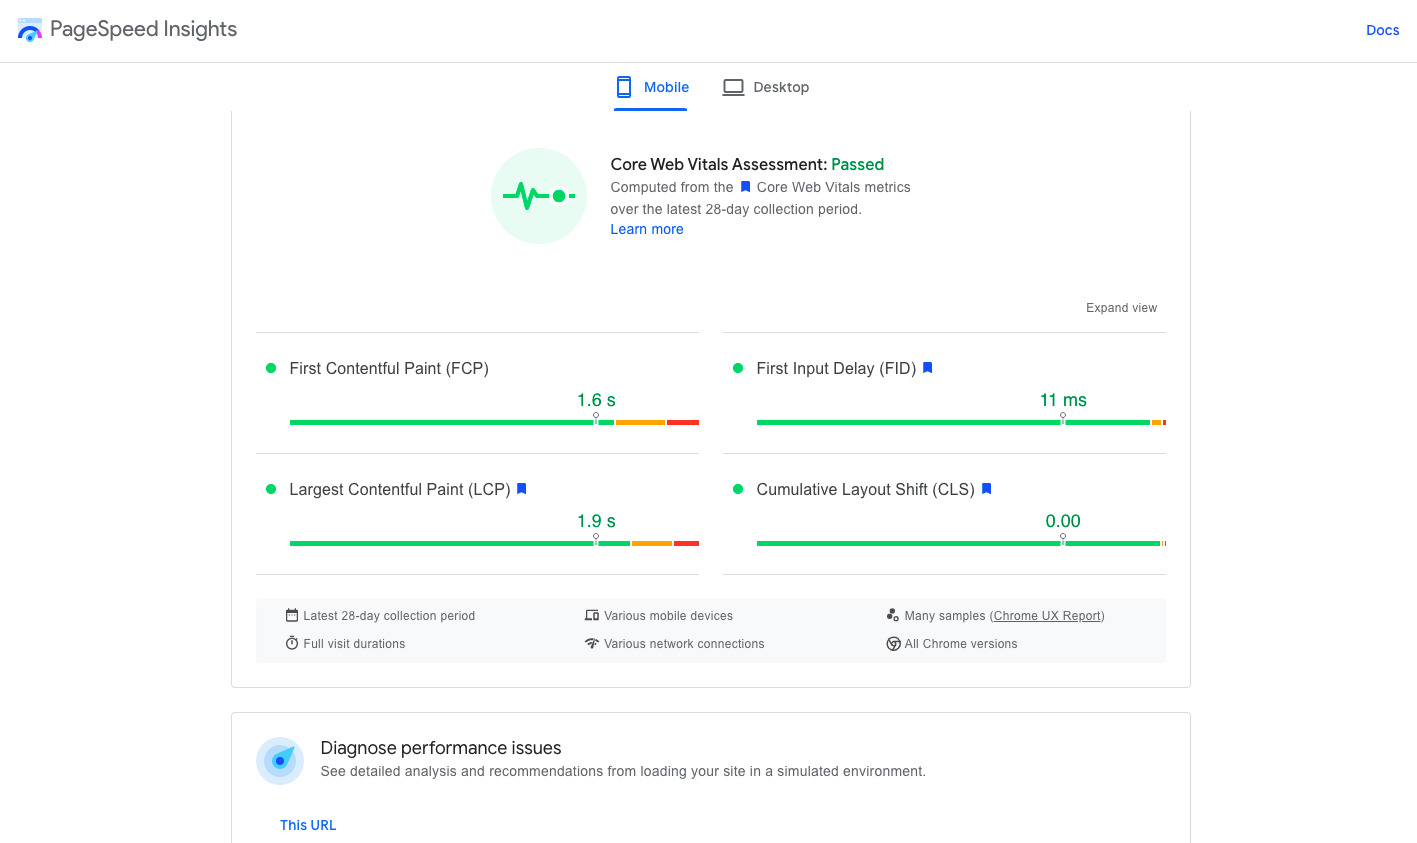 PageSpeed Insights
Docs
Mobile
Desktop
Core Web Vitals Assessment: Passed
Computed from the Core Web Vitals metrics
over the latest 28-day collection period.
Learn more
Expand view
First Contentful Paint (FCP)
1.6 s
First Input Delay (FID)
11 ms
Largest Contentful Paint (LCP)
1.9 s
Cumulative Layout Shift (CLS)
0.00
Latest 28-day collection period
Various mobile devices
Many samples (Chrome UX Report)
Full visit durations
Various network connections
All Chrome versions
Diagnose performance issues
See detailed analysis and recommendations from loading your site in a simulated environment.
This URL